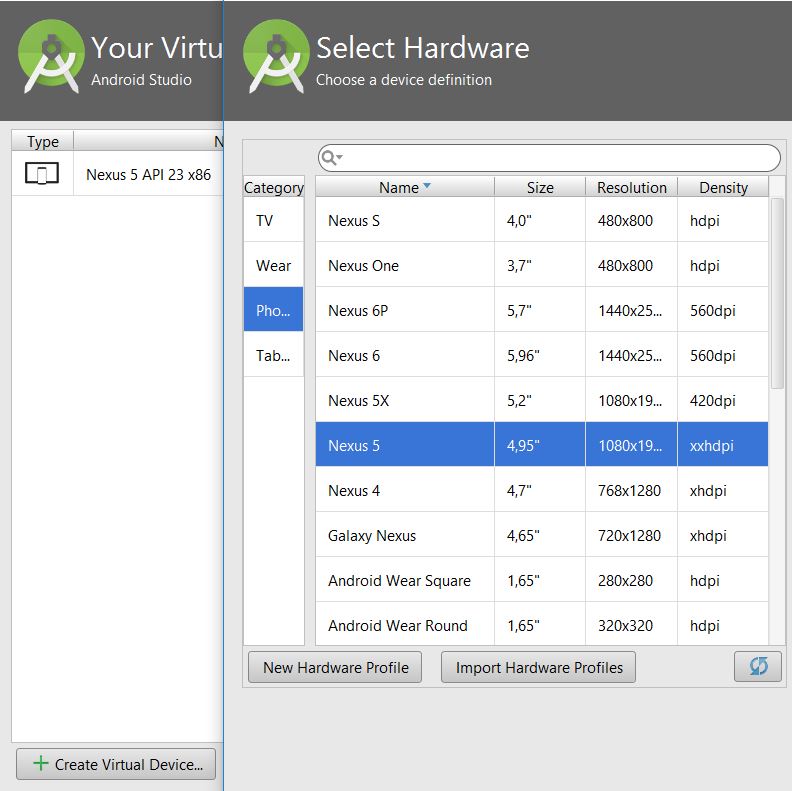 Your Virtu
Android Studio
Type N
Nexus 5 API 23 x86
+ Create Virtual Device...
Select Hardware
Choose a device definition
Category
TV
Wear
Pho...
Tab...
Name Size Resolution Density
Nexus S 4,0" 480x800 hdpi
Nexus One 3,7" 480x800 hdpi
Nexus 6P 5,7" 1440x25... 560dpi
Nexus 6 5,96" 1440x25... 560dpi
Nexus 5X 5,2" 1080x19... 420dpi
Nexus 5 4,95" 1080x19... xxhdpi
Nexus 4 4,7" 768x1280 xhdpi
Galaxy Nexus 4,65" 720x1280 xhdpi
Android Wear Square 1,65" 280x280 hdpi
Android Wear Round 1,65" 320x320 hdpi
New Hardware Profile Import Hardware Profiles